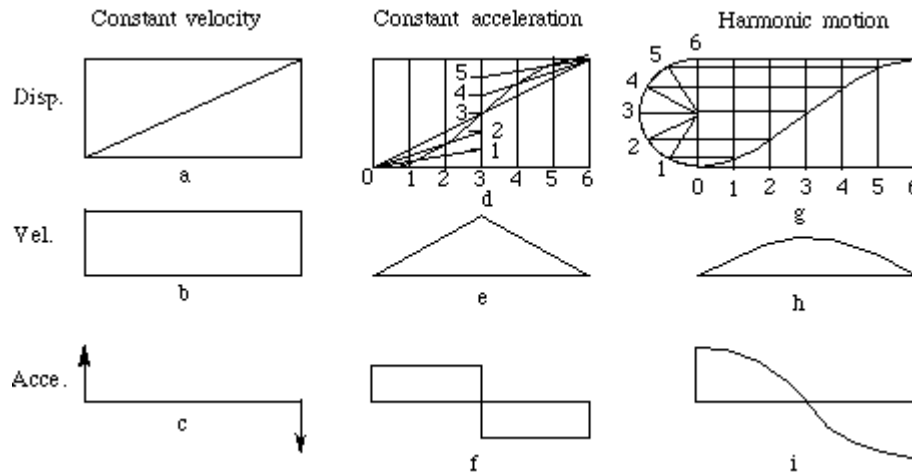 Constant velocity
Constant acceleration
Harmonic motion
Disp.
a
5
4
3
2
1
0 1 2 3 4 5 6
d
5 6
4
3
2
1
0 1 2 3 4 5 6
g
Vel.
b
e
h
Acce.
c
f
i